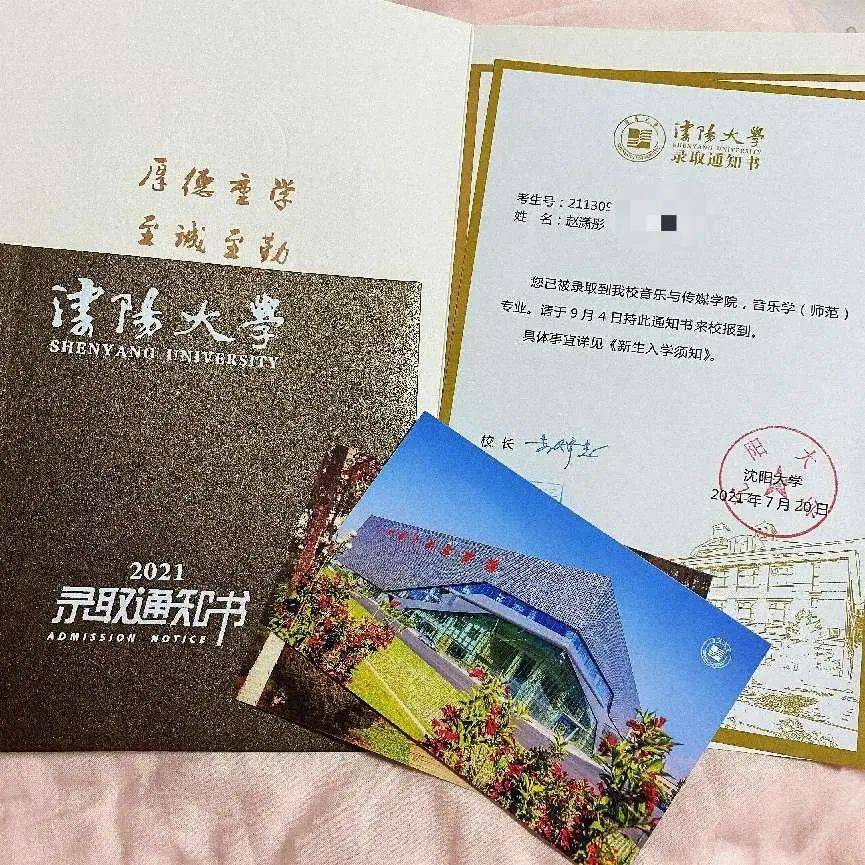 厚德重学
至诚至勤
瀋陽大學
SHENYANG UNIVERSITY
2021
录取通知书
ADMISSION NOTICE
瀋陽大學
SHENYANG UNIVERSITY
录取通知书
考生号：211309
姓 名：赵潇彤
您已被录取到我校音乐与传媒学院，音乐学（师范）
专业。请于9月4日持此通知书来校报到。
具体事宜详见《新生入学须知》。
校 长
沈阳大学
2021年7月20日